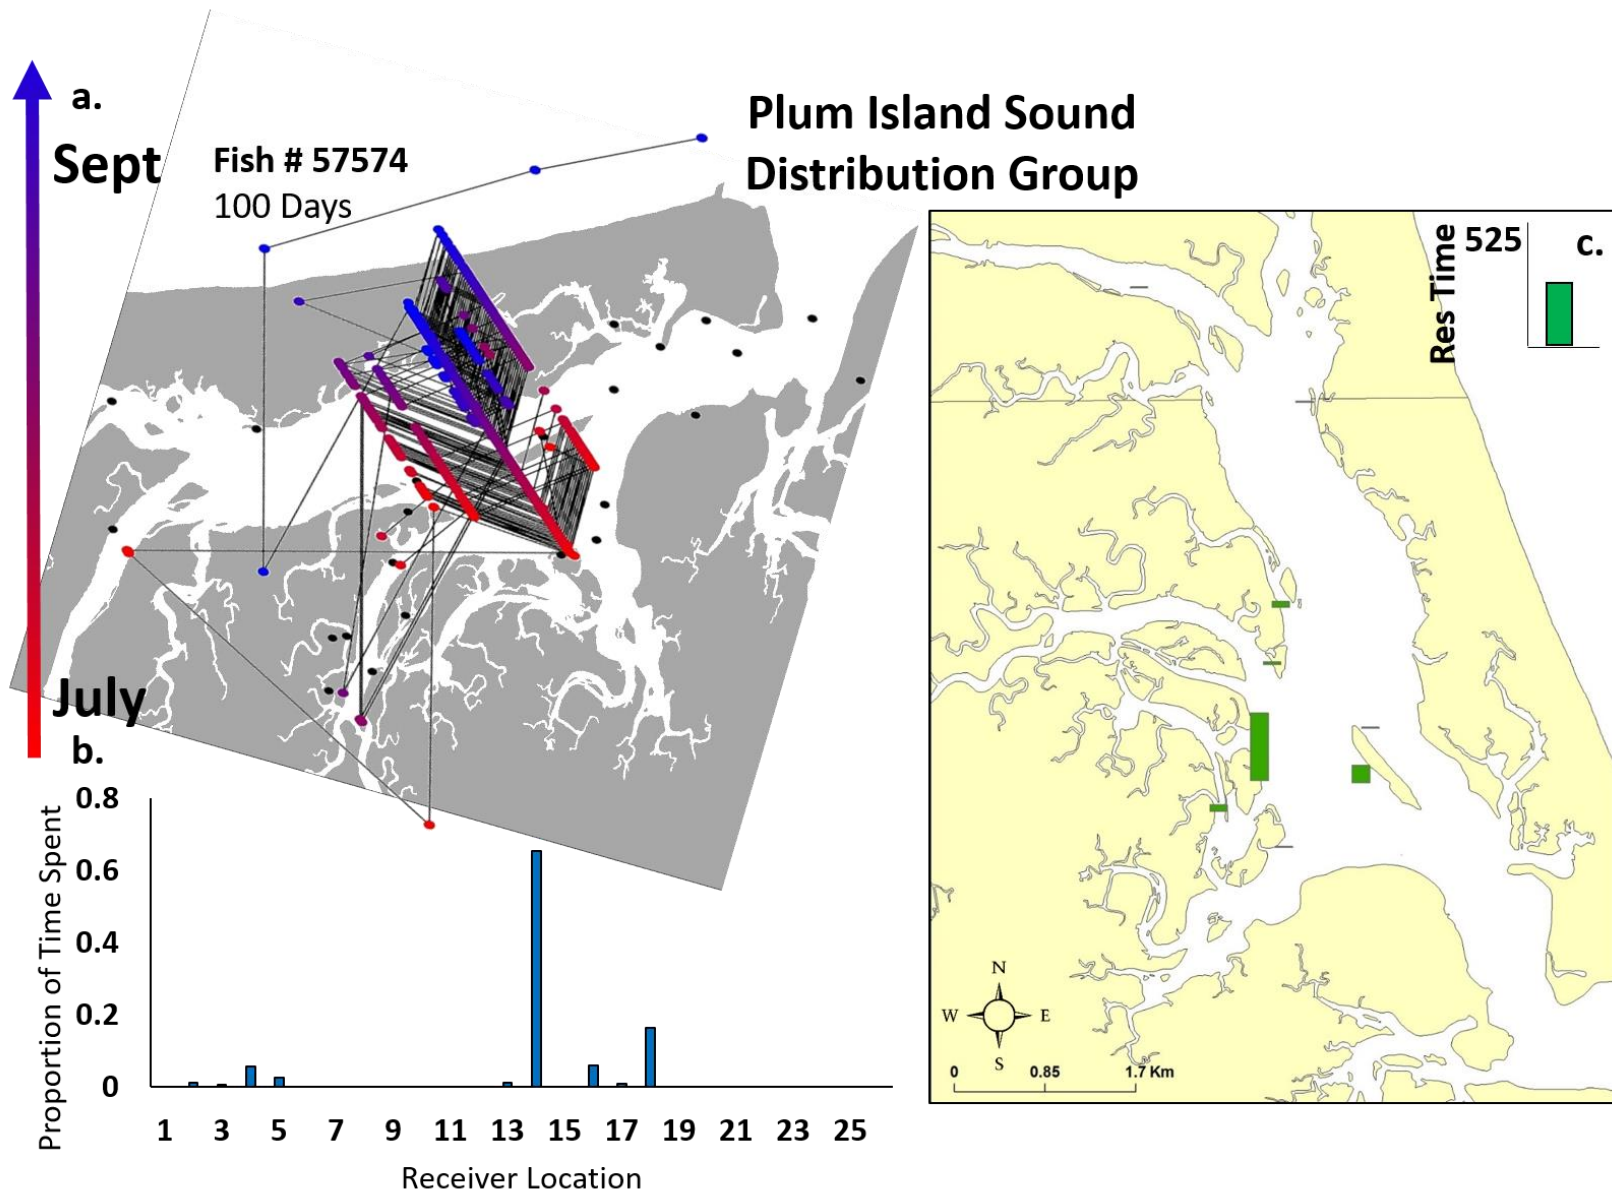 a.
Sept
Fish # 57574
100 Days
Plum Island Sound
Distribution Group
July
b.
Proportion of Time Spent
0.8
0.6
0.4
0.2
0
1 3 5 7 9 11 13 15 17 19 21 23 25
Receiver Location
Res Time
525
c.
N
W E
S
0 0.85 1.7 Km